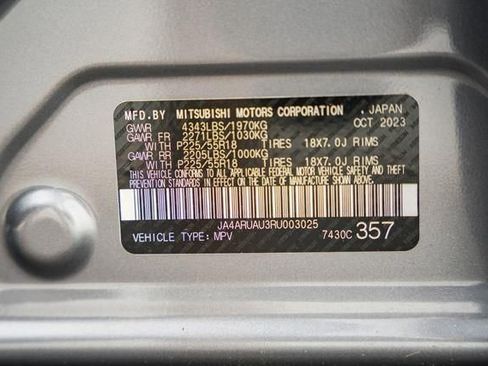 MFD.BY MITSUBISHI MOTORS CORPORATION , JAPAN
GVWR 4343LBS/1970KG OCT 2023
GAWR FR 2271LBS/1030KG
WITH P225/55R18 TIRES 18X7.0J RIMS
GAWR RR 2205LBS/1000KG
WITH P225/55R18 TIRES 18X7.0J RIMS
THIS VEHICLE CONFORMS TO ALL APPLICABLE FEDERAL MOTOR VEHICLE
SAFETY, BUMPER, AND THEFT PREVENTION STANDARDS IN EFFECT ON
THE DATE OF MANUFACTURE SHOWN ABOVE.
JA4ARUAU3RU003025
VEHICLE TYPE: MPV 7430C 357